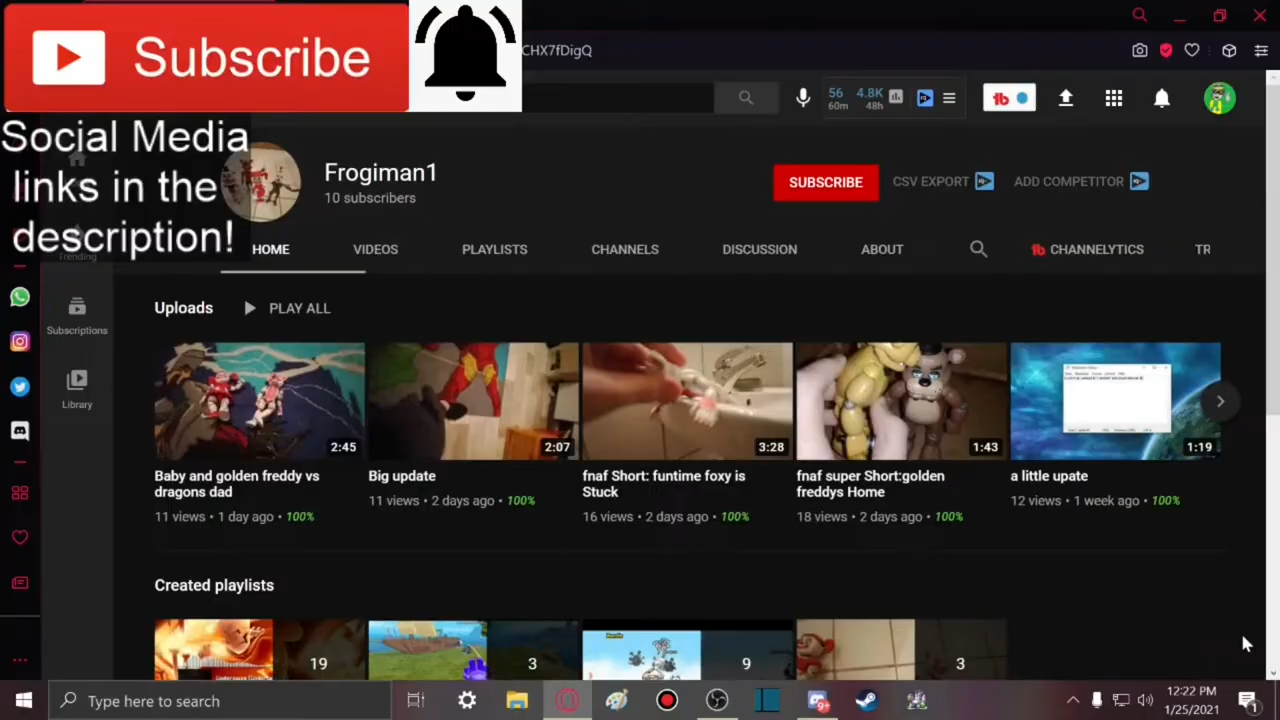 Subscribe
CHX7fDigQ
56 4.8K
60m 48h
Social Media
links in the
description!
Frogiman1
10 subscribers
SUBSCRIBE
CSV EXPORT
ADD COMPETITOR
HOME VIDEOS PLAYLISTS CHANNELS DISCUSSION ABOUT CHANNELYTICS TR
Trending
Subscriptions
Library
Uploads PLAY ALL
2:45
2:07
3:28
1:43
1:19
Baby and golden freddy vs
dragons dad
11 views • 1 day ago • 100%
Big update
11 views • 2 days ago • 100%
fnaf Short: funtime foxy is
Stuck
16 views • 2 days ago • 100%
fnaf super Short:golden
freddys Home
18 views • 2 days ago • 100%
a little upate
12 views • 1 week ago • 100%
Created playlists
19
3
9
3
Type here to search
9+
12:22 PM
1/25/2021
1